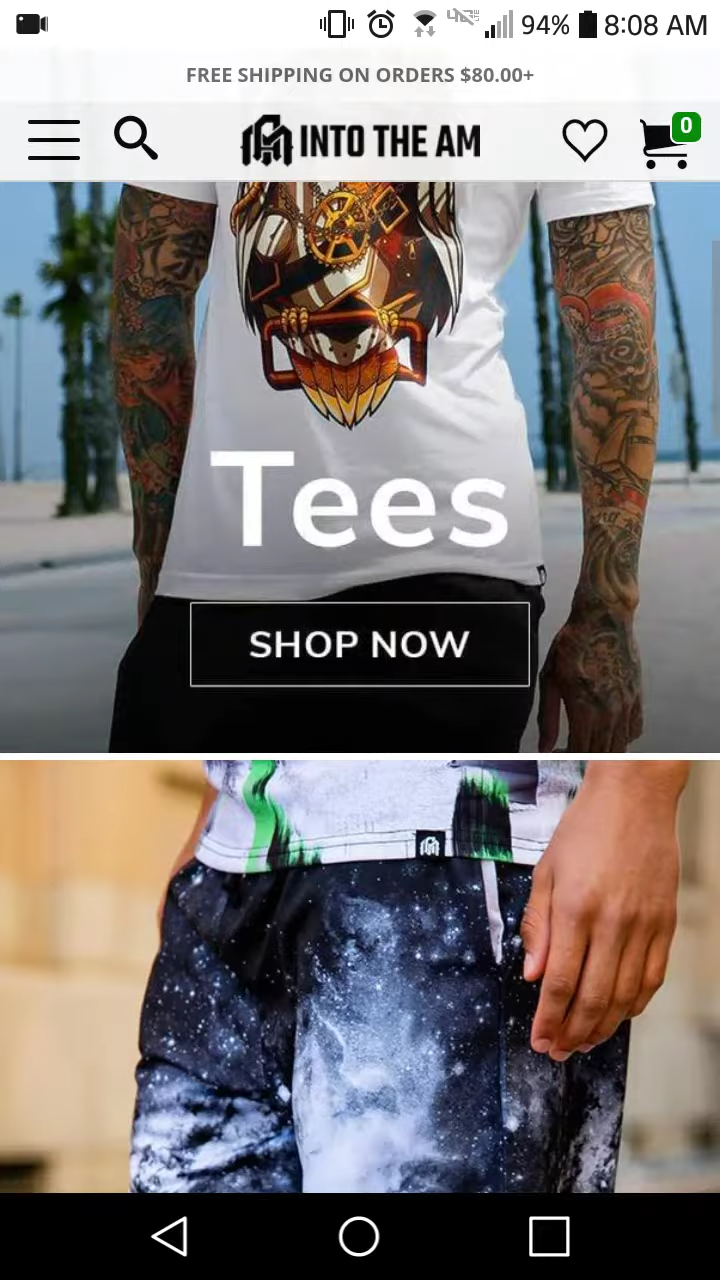 94% 8:08 AM
FREE SHIPPING ON ORDERS $80.00+
INTO THE AM
0
Tees
SHOP NOW